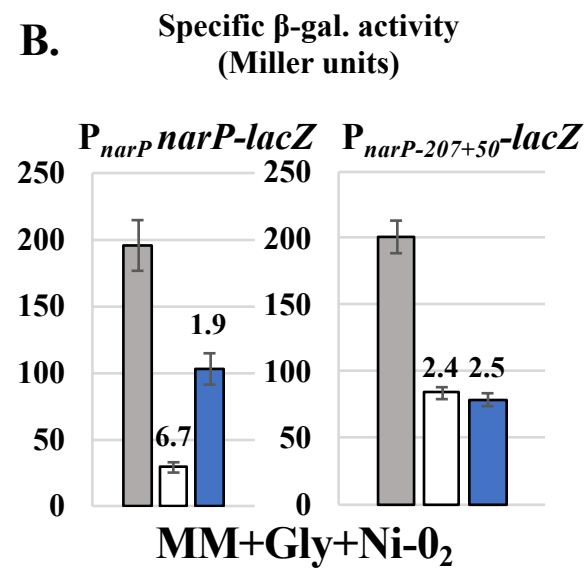 B.
Specific β-gal. activity
(Miller units)
PnarP narP-lacZ
PnarP-207+50-lacZ
250
200
150
100
50
0
1.9
6.7
250
200
150
100
50
0
2.4 2.5
MM+Gly+Ni-0₂